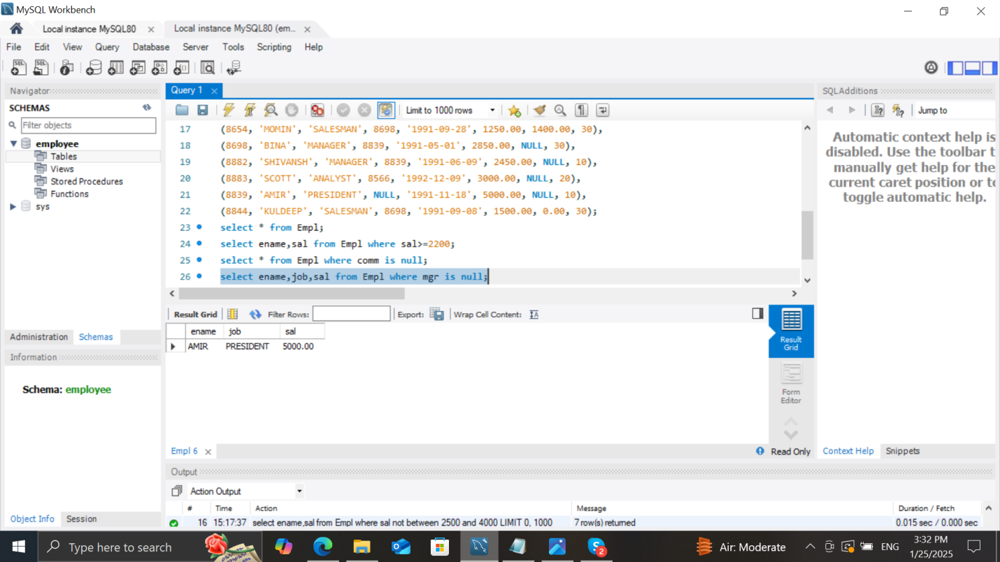 MySQL Workbench
Local instance MySQL80
Local instance MySQL80 (em...
File Edit View Query Database Server Tools Scripting Help
Navigator
SCHEMAS
Filter objects
employee
Tables
Views
Stored Procedures
Functions
sys
Administration Schemas
Information
Schema: employee
Object Info Session
Query 1
Limit to 1000 rows
17 (8654, 'MOMIN', 'SALESMAN', 8698, '1991-09-28', 1250.00, 1400.00, 30),
18 (8698, 'BINA', 'MANAGER', 8839, '1991-05-01', 2850.00, NULL, 30),
19 (8882, 'SHIVANSH', 'MANAGER', 8839, '1991-06-09', 2450.00, NULL, 10),
20 (8883, 'SCOTT', 'ANALYST', 8566, '1992-12-09', 3000.00, NULL, 20),
21 (8839, 'AMIR', 'PRESIDENT', NULL, '1991-11-18', 5000.00, NULL, 10),
22 (8844, 'KULDEEP', 'SALESMAN', 8698, '1991-09-08', 1500.00, 0.00, 30);
23 select * from Empl;
24 select ename,sal from Empl where sal>=2200;
25 select * from Empl where comm is null;
26 select ename,job,sal from Empl where mgr is null;
Result Grid Filter Rows: Export: Wrap Cell Content:
ename job sal
AMIR PRESIDENT 5000.00
Result
Grid
Form
Editor
Empl 6
Read Only
SQLAdditions
Jump to
Automatic context help is
disabled. Use the toolbar t
manually get help for the
current caret position or to
toggle automatic help.
Context Help Snippets
Output
Action Output
# Time Action Message Duration / Fetch
16 15:17:37 select ename,sal from Empl where sal not between 2500 and 4000 LIMIT 0, 1000 7 row(s) returned 0.015 sec / 0.000 sec
Type here to search
2
Air: Moderate
ENG
3:32 PM
1/25/2025